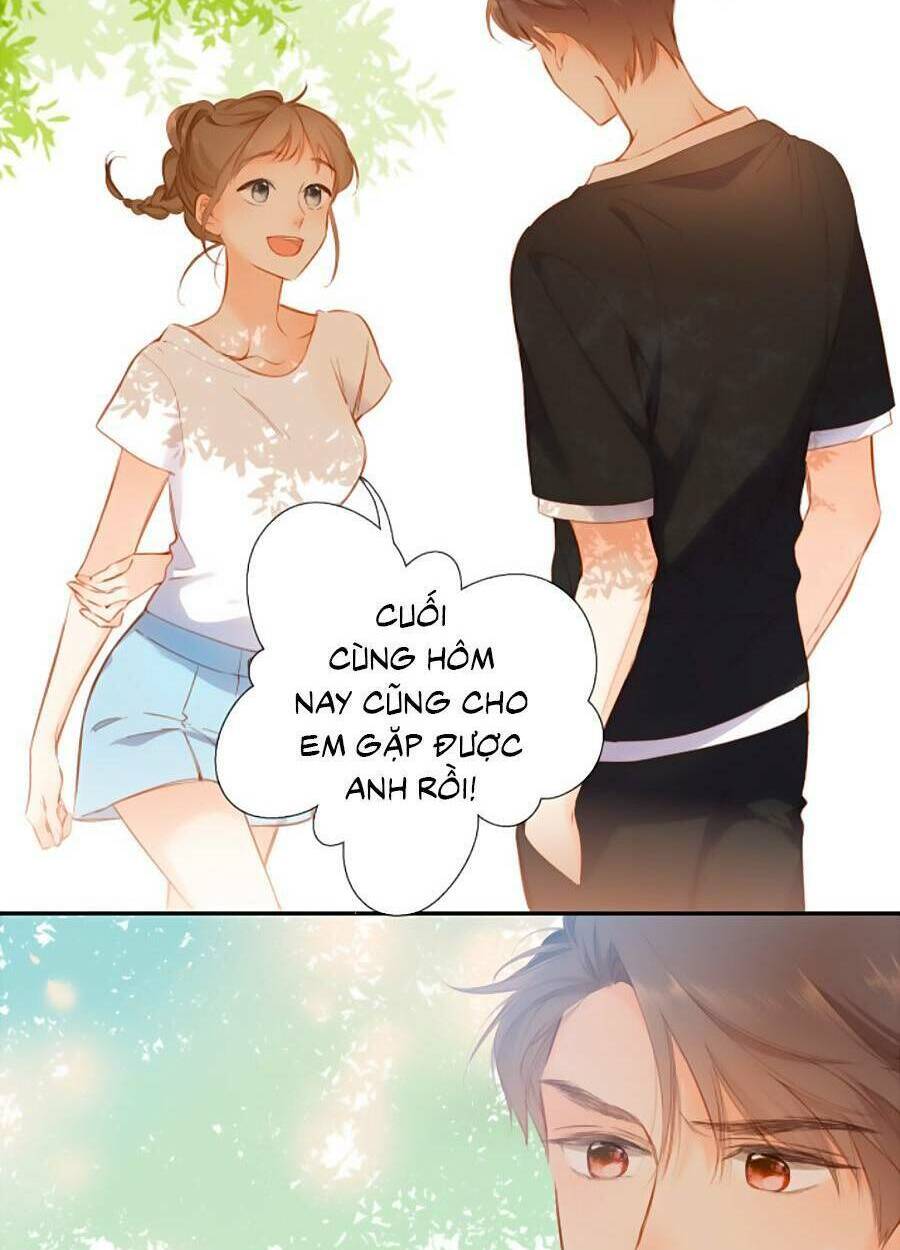 CUỐI
CÙNG HÔM
NAY CŨNG CHO
EM GẶP ĐƯỢC
ANH RỒI!